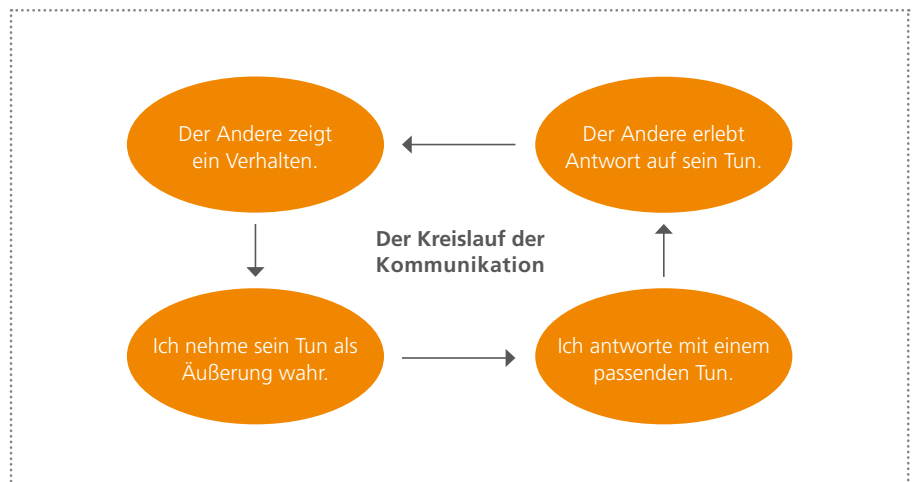 Der Andere zeigt
ein Verhalten.
Der Andere erlebt
Antwort auf sein Tun.
Der Kreislauf der
Kommunikation
Ich nehme sein Tun als
Äußerung wahr.
Ich antworte mit einem
passenden Tun.